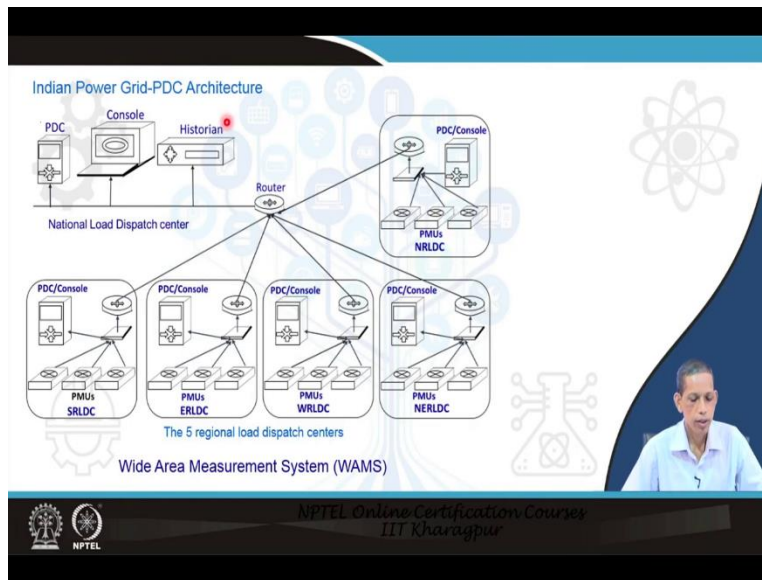 Indian Power Grid-PDC Architecture
PDC
Console
Historian
Router
National Load Dispatch center
PDC/Console
PMUs
NRLDC
PDC/Console
PMUs
SRLDC
PDC/Console
PMUs
ERLDC
PDC/Console
PMUs
WRLDC
PDC/Console
PMUs
NERLDC
The 5 regional load dispatch centers
Wide Area Measurement System (WAMS)
NPTEL
NPTEL Online Certification Courses
IIT Kharagpur